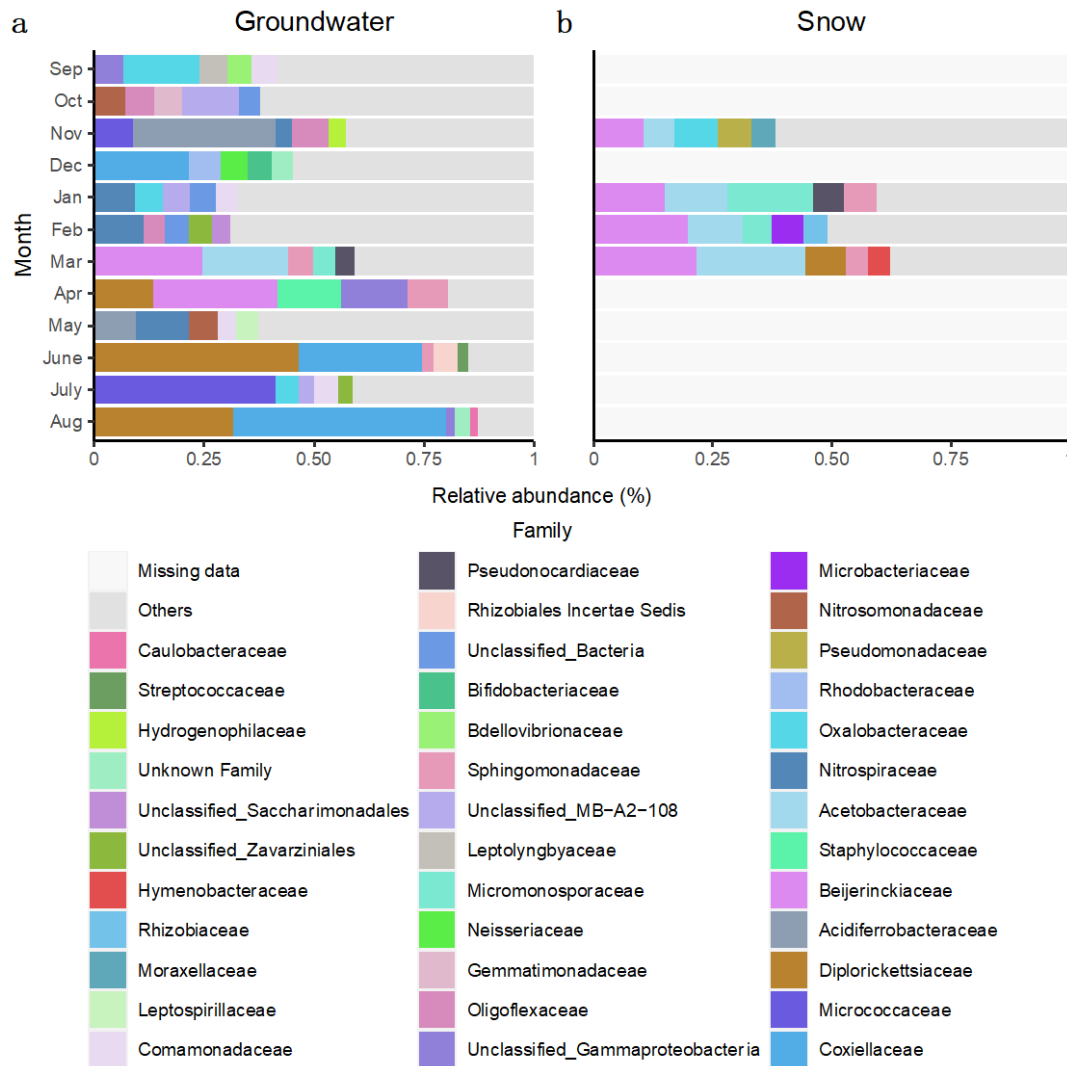 a Groundwater b Snow
Month
Sep
Oct
Nov
Dec
Jan
Feb
Mar
Apr
May
June
July
Aug
0 0.25 0.50 0.75 1 0 0.25 0.50 0.75 1
Relative abundance (%)
Family
Missing data Pseudonocardiaceae Microbacteriaceae
Others Rhizobiales Incertae Sedis Nitrosomonadaceae
Caulobacteraceae Unclassified_Bacteria Pseudomonadaceae
Streptococcaceae Bifidobacteriaceae Rhodobacteraceae
Hydrogenophilaceae Bdellovibrionaceae Oxalobacteraceae
Unknown Family Sphingomonadaceae Nitrospiraceae
Unclassified_Saccharimonadales Unclassified_MB−A2−108 Acetobacteraceae
Unclassified_Zavarziniales Leptolyngbyaceae Staphylococcaceae
Hymenobacteraceae Micromonosporaceae Beijerinckiaceae
Rhizobiaceae Neisseriaceae Acidiferrobacteraceae
Moraxellaceae Gemmatimonadaceae Diplorickettsiaceae
Leptospirillaceae Oligoflexaceae Micrococcaceae
Comamonadaceae Unclassified_Gammaproteobacteria Coxiellaceae